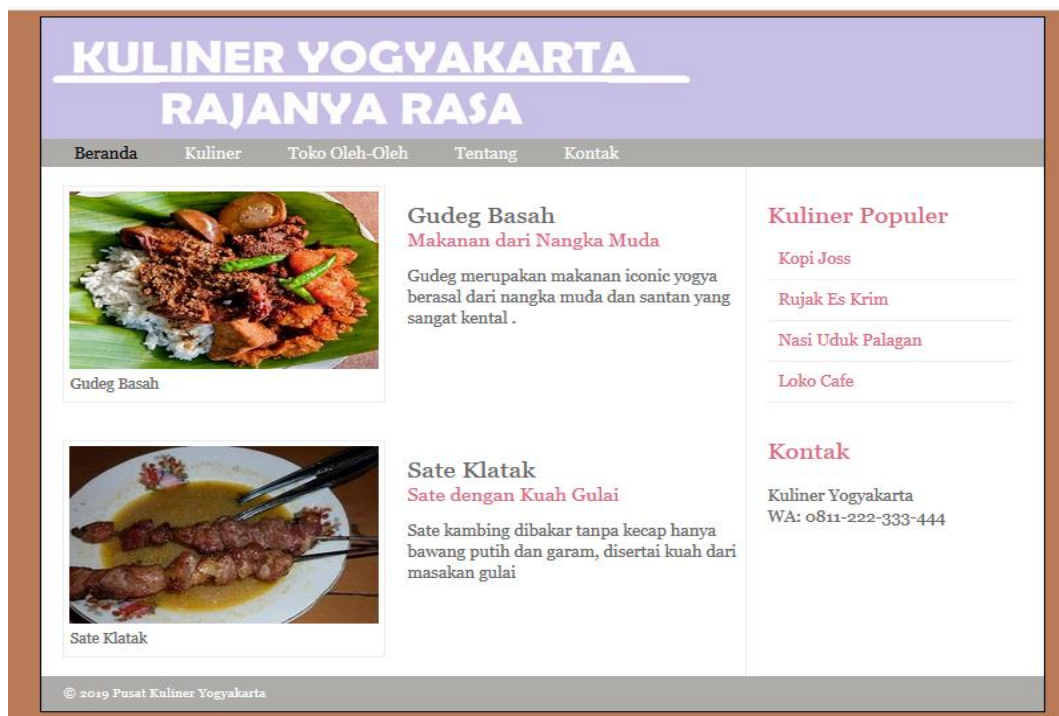 KULINER YOGYAKARTA
RAJANYA RASA
Beranda Kuliner Toko Oleh-Oleh Tentang Kontak
Gudeg Basah
Gudeg Basah
Makanan dari Nangka Muda
Gudeg merupakan makanan iconic yogya
berasal dari nangka muda dan santan yang
sangat kental .
Sate Klatak
Sate Klatak
Sate dengan Kuah Gulai
Sate kambing dibakar tanpa kecap hanya
bawang putih dan garam, disertai kuah dari
masakan gulai
Kuliner Populer
Kopi Joss
Rujak Es Krim
Nasi Uduk Palagan
Loko Cafe
Kontak
Kuliner Yogyakarta
WA: 0811-222-333-444
© 2019 Pusat Kuliner Yogyakarta